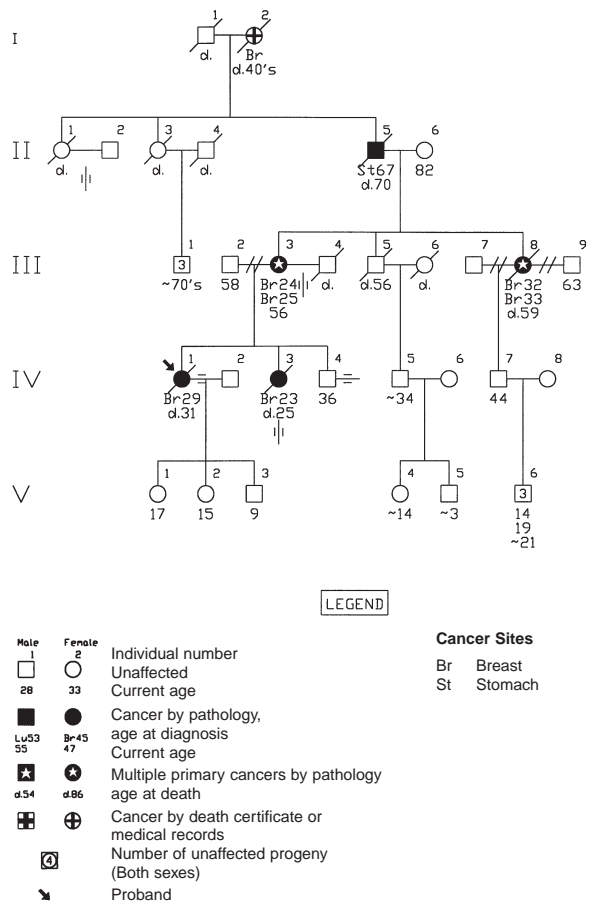 1 2
I
d. Br
d.40's
1 2 3 4 5 6
II
d. d. d. St67 82
d.70
1 2 3 4 5 6 7 8 9
III
3
~70's 58 Br24 d. d.56 d. Br32 63
Br25 Br33
56 d.59
1 2 3 4 5 6 7 8
IV
Br29 Br23 36 ~34 44
d.31 d.25
1 2 3 4 5 6
V
3
17 15 9 ~14 ~3 14
19
~21
LEGEND
Male Female
1 2 Individual number
Unaffected
28 33 Current age
Cancer by pathology,
Lu53 Br45 age at diagnosis
55 47 Current age
Multiple primary cancers by pathology
d.54 d.86 age at death
Cancer by death certificate or
medical records
4 Number of unaffected progeny
(Both sexes)
Proband
Cancer Sites
Br Breast
St Stomach